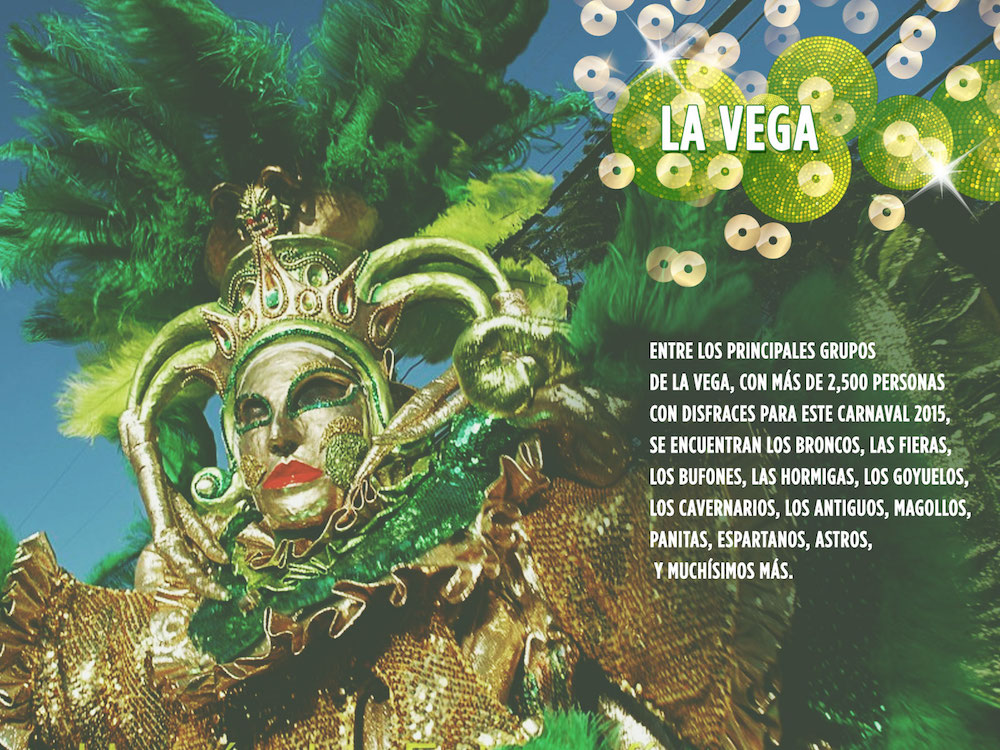 LA VEGA
ENTRE LOS PRINCIPALES GRUPOS
DE LA VEGA, CON MÁS DE 2,500 PERSONAS
CON DISFRACES PARA ESTE CARNAVAL 2015,
SE ENCUENTRAN LOS BRONCOS, LAS FIERAS,
LOS BUFONES, LAS HORMIGAS, LOS GOYUELOS,
LOS CAVERNARIOS, LOS ANTIGUOS, MAGOLLOS,
PANITAS, ESPARTANOS, ASTROS,
Y MUCHÍSIMOS MÁS.